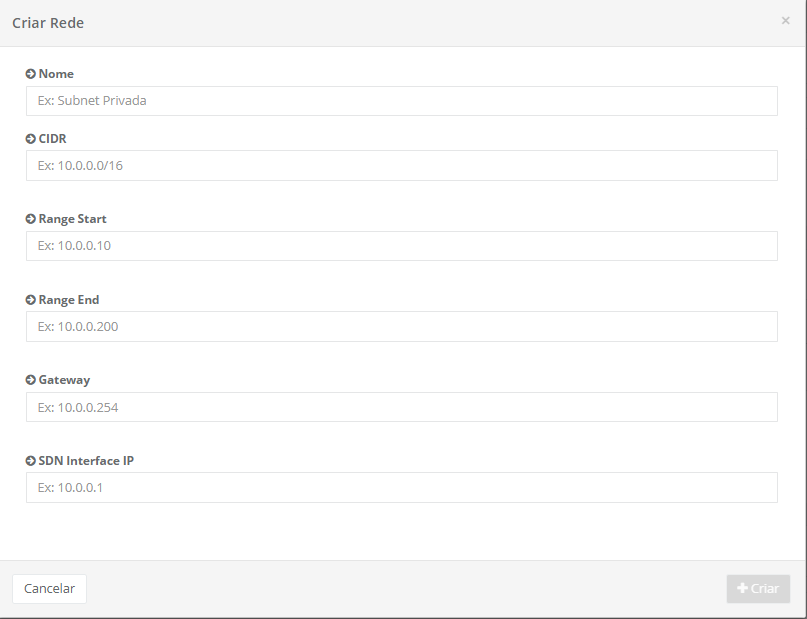 Criar Rede
×
Nome
Ex: Subnet Privada
CIDR
Ex: 10.0.0.0/16
Range Start
Ex: 10.0.0.10
Range End
Ex: 10.0.0.200
Gateway
Ex: 10.0.0.254
SDN Interface IP
Ex: 10.0.0.1
Cancelar
+ Criar